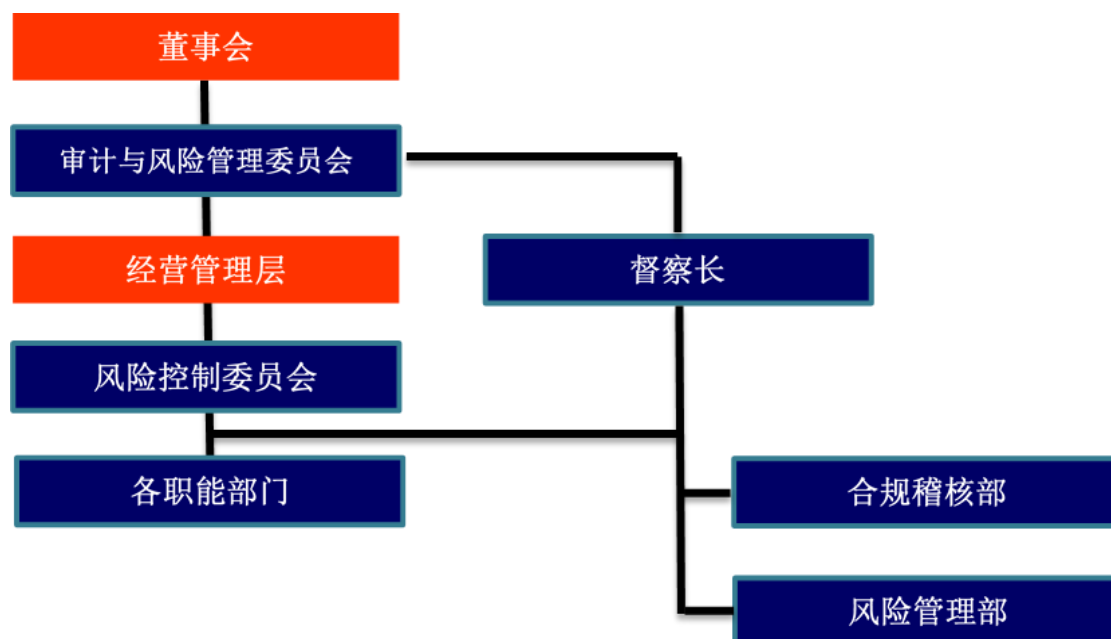 董事会
审计与风险管理委员会
经营管理层
督察长
风险控制委员会
各职能部门
合规稽核部
风险管理部